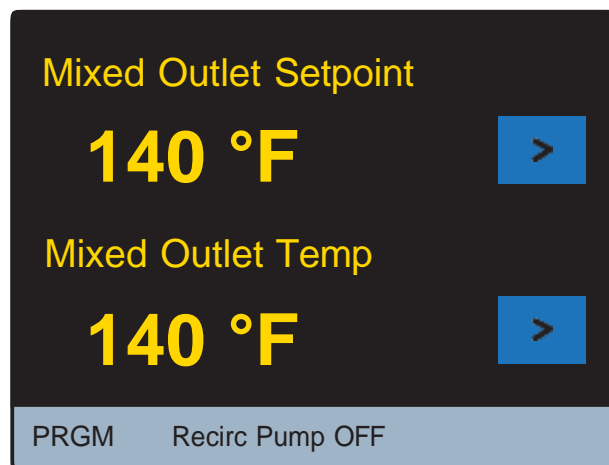 Mixed Outlet Setpoint
140 °F >
Mixed Outlet Temp
140 °F >
PRGM Recirc Pump OFF